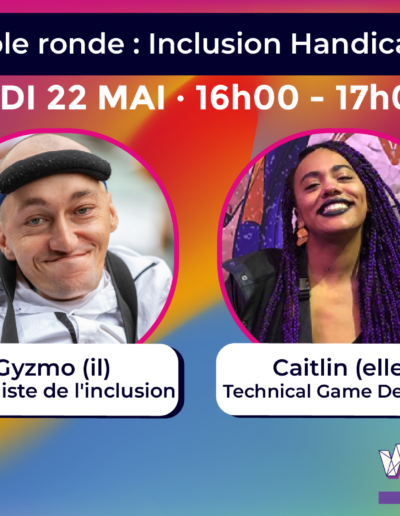 ble ronde : Inclusion Handica
DI 22 MAI · 16h00 - 17h0
Gyzmo (il)
iste de l'inclusion
Caitlin (elle
Technical Game De